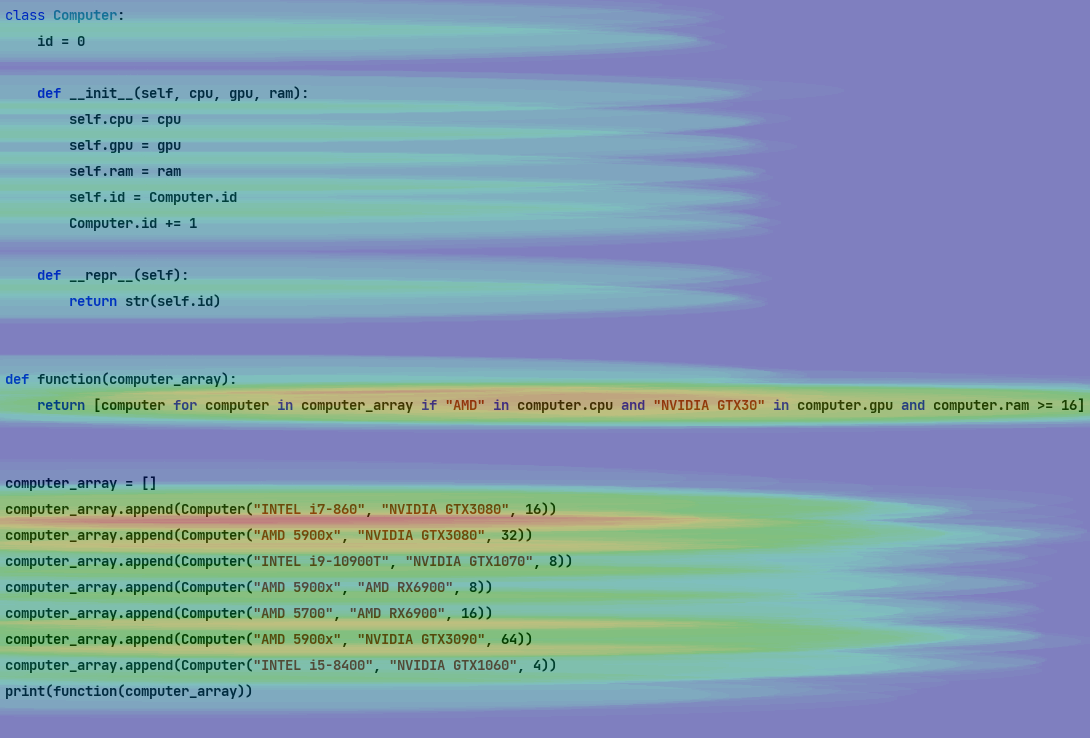 class Computer:
    id = 0
    def __init__(self, cpu, gpu, ram):
        self.cpu = cpu
        self.gpu = gpu
        self.ram = ram
        self.id = Computer.id
        Computer.id += 1
    def __repr__(self):
        return str(self.id)
def function(computer_array):
    return [computer for computer in computer_array if "AMD" in computer.cpu and "NVIDIA GTX30" in computer.gpu and computer.ram >= 16]
computer_array = []
computer_array.append(Computer("INTEL i7-860", "NVIDIA GTX3080", 16))
computer_array.append(Computer("AMD 5900x", "NVIDIA GTX3080", 32))
computer_array.append(Computer("INTEL i9-10900T", "NVIDIA GTX1070", 8))
computer_array.append(Computer("AMD 5900x", "AMD RX6900", 8))
computer_array.append(Computer("AMD 5700", "AMD RX6900", 16))
computer_array.append(Computer("AMD 5900x", "NVIDIA GTX3090", 64))
computer_array.append(Computer("INTEL i5-8400", "NVIDIA GTX1060", 4))
print(function(computer_array))